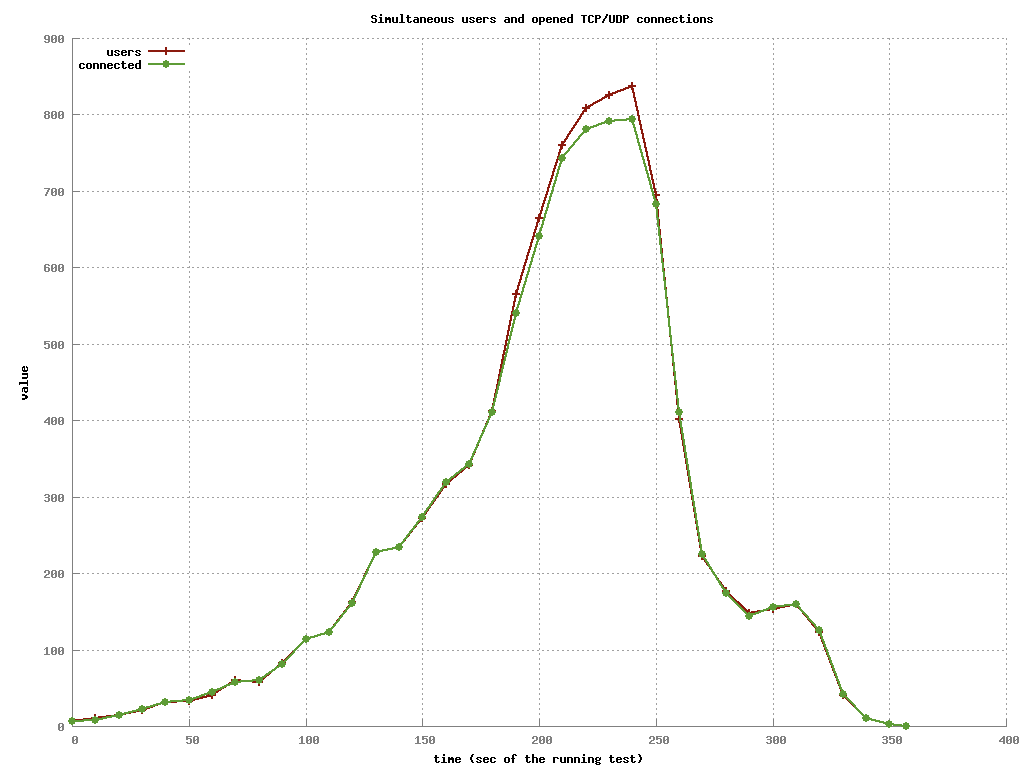 Simultaneous users and opened TCP/UDP connections
900
users
connected
800
700
600
500
value
400
300
200
100
0
0 50 100 150 200 250 300 350 400
time (sec of the running test)